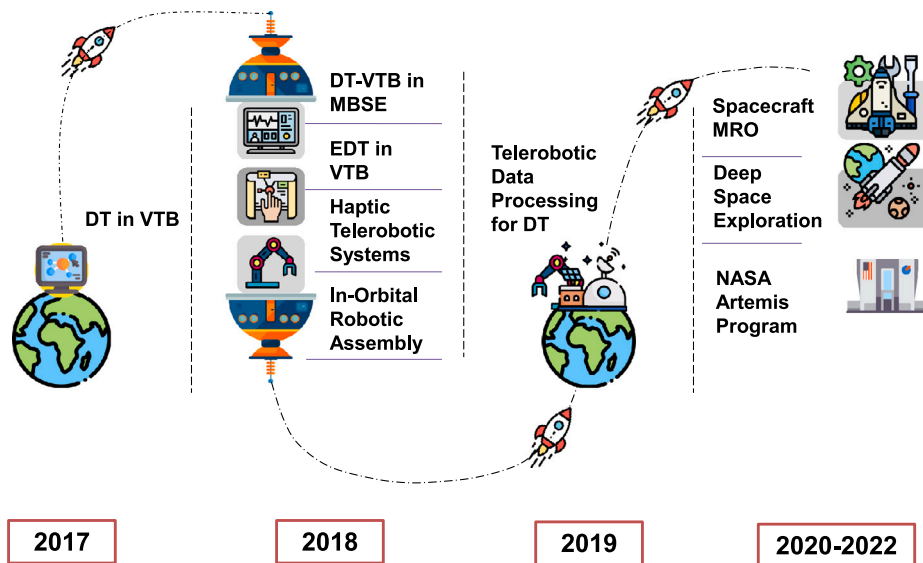 DT in VTB
DT-VTB in
MBSE
EDT in
VTB
Haptic
Telerobotic
Systems
In-Orbital
Robotic
Assembly
Telerobotic
Data
Processing
for DT
Spacecraft
MRO
Deep
Space
Exploration
NASA
Artemis
Program
2017
2018
2019
2020-2022